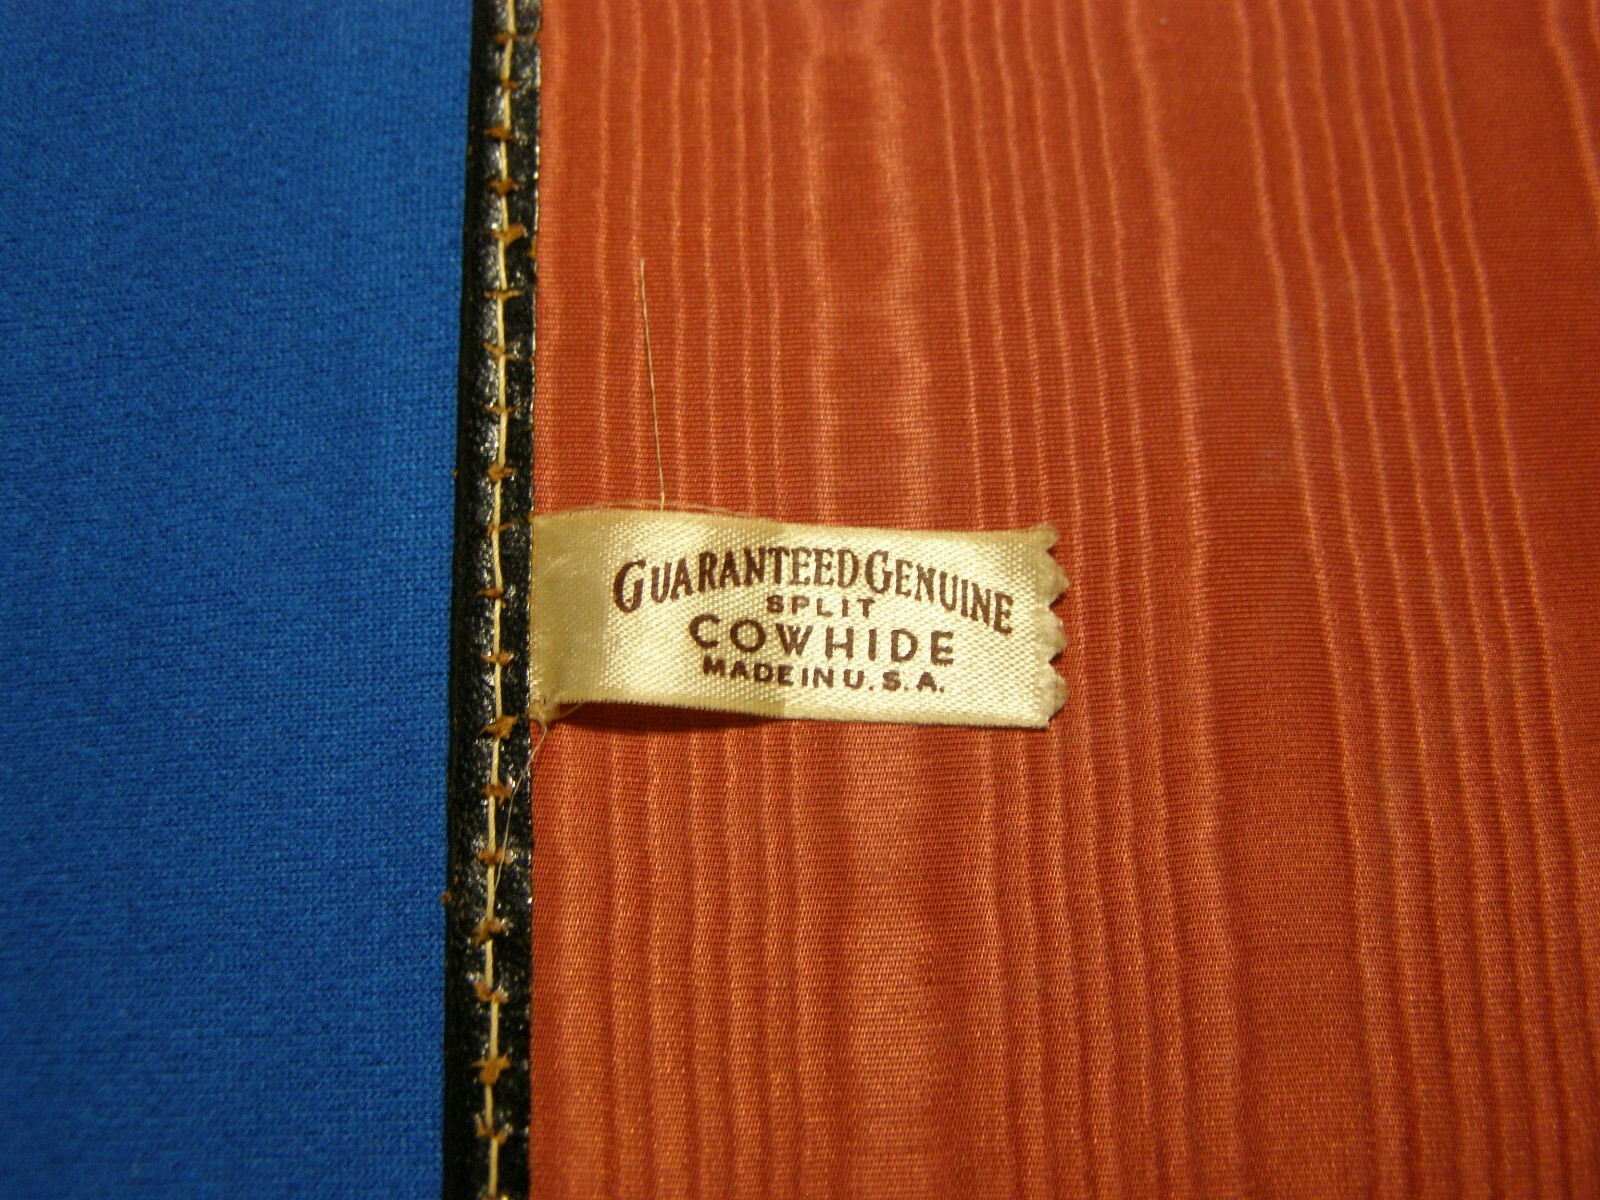 GUARANTEED GENUINE
SPLIT
COWHIDE
MADE IN U.S.A.